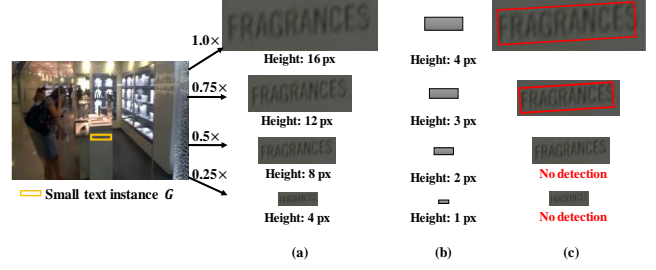 1.0×
FRAGRANCES
Height: 16 px
Height: 4 px
FRAGRANCES
0.75×
FRAGRANCES
Height: 12 px
Height: 3 px
FRAGRANCES
0.5×
FRAGRANCES
Height: 8 px
Height: 2 px
FRAGRANCES
No detection
0.25×
FRAGRANCES
Height: 4 px
Height: 1 px
FRAGRANCES
No detection
Small text instance G
(a)
(b)
(c)